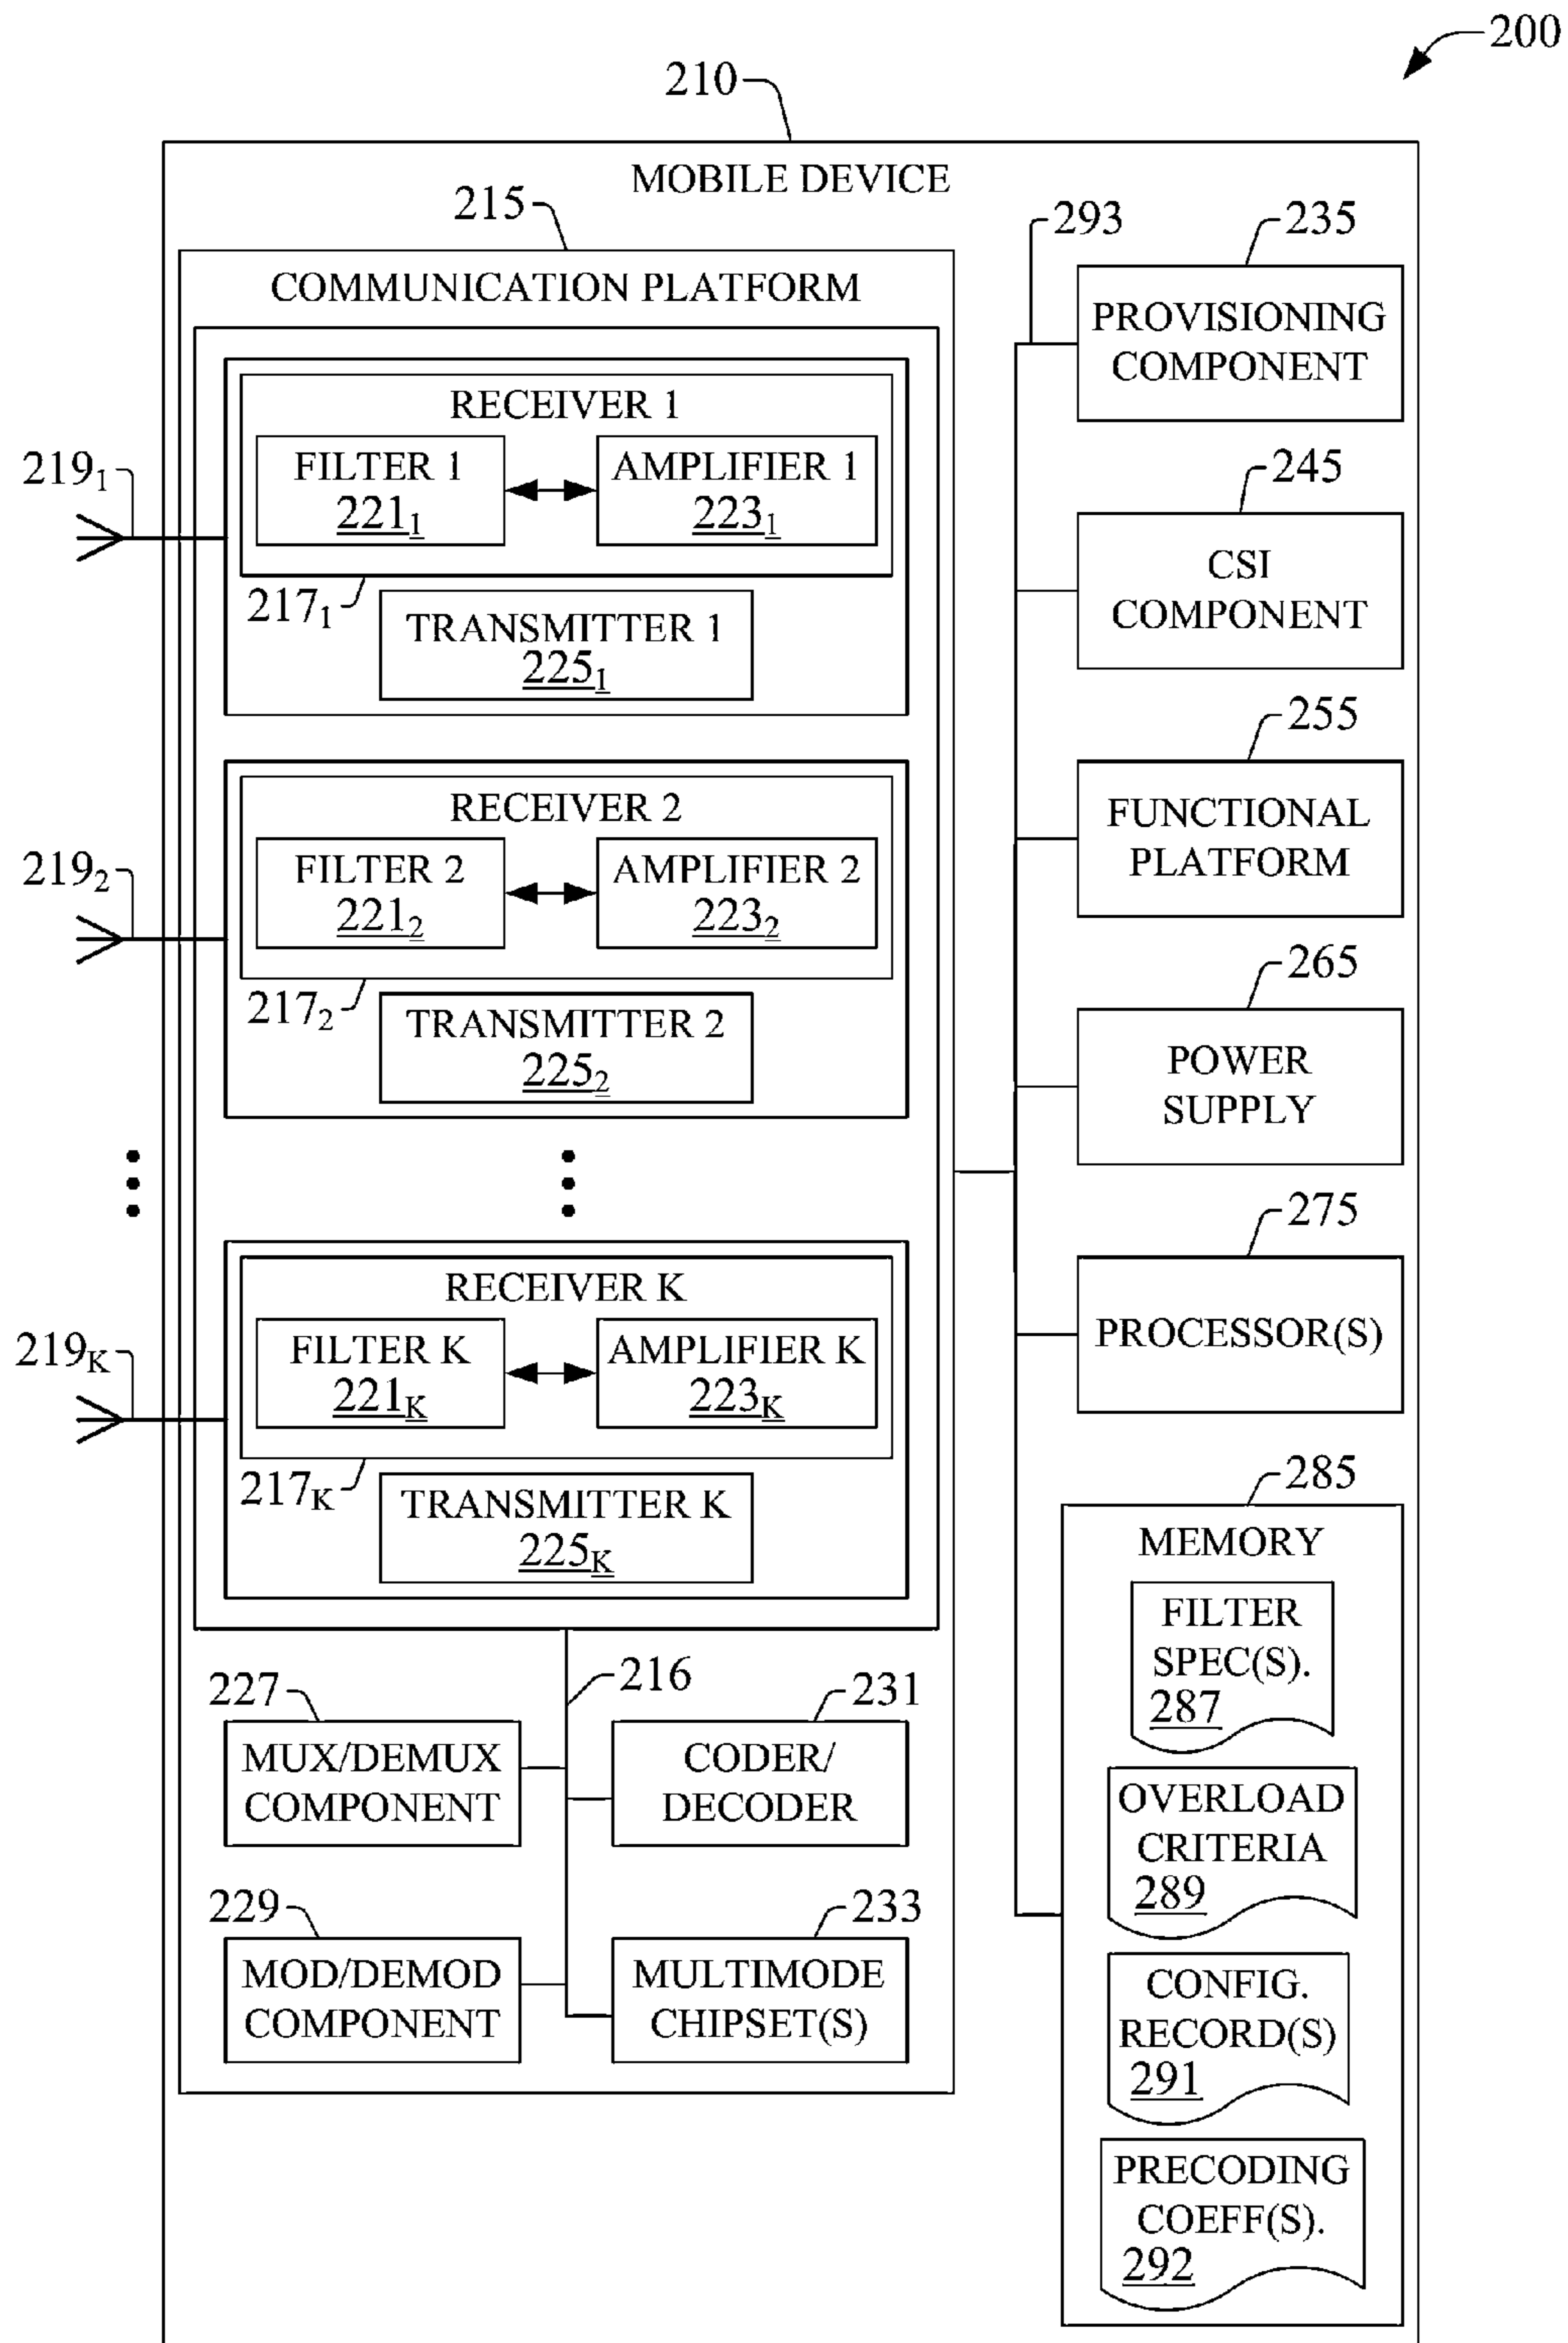 200
210
MOBILE DEVICE
215
COMMUNICATION PLATFORM
RECEIVER 1
FILTER 1
221₁
AMPLIFIER 1
223₁
219₁
217₁
TRANSMITTER 1
225₁
RECEIVER 2
FILTER 2
221₂
AMPLIFIER 2
223₂
219₂
217₂
TRANSMITTER 2
225₂
RECEIVER K
FILTER K
221K
AMPLIFIER K
223K
219K
217K
TRANSMITTER K
225K
216
227
MUX/DEMUX
COMPONENT
231
CODER/
DECODER
229
MOD/DEMOD
COMPONENT
233
MULTIMODE
CHIPSET(S)
293
235
PROVISIONING
COMPONENT
245
CSI
COMPONENT
255
FUNCTIONAL
PLATFORM
265
POWER
SUPPLY
275
PROCESSOR(S)
285
MEMORY
FILTER
SPEC(S).
287
OVERLOAD
CRITERIA
289
CONFIG.
RECORD(S)
291
PRECODING
COEFF(S).
292